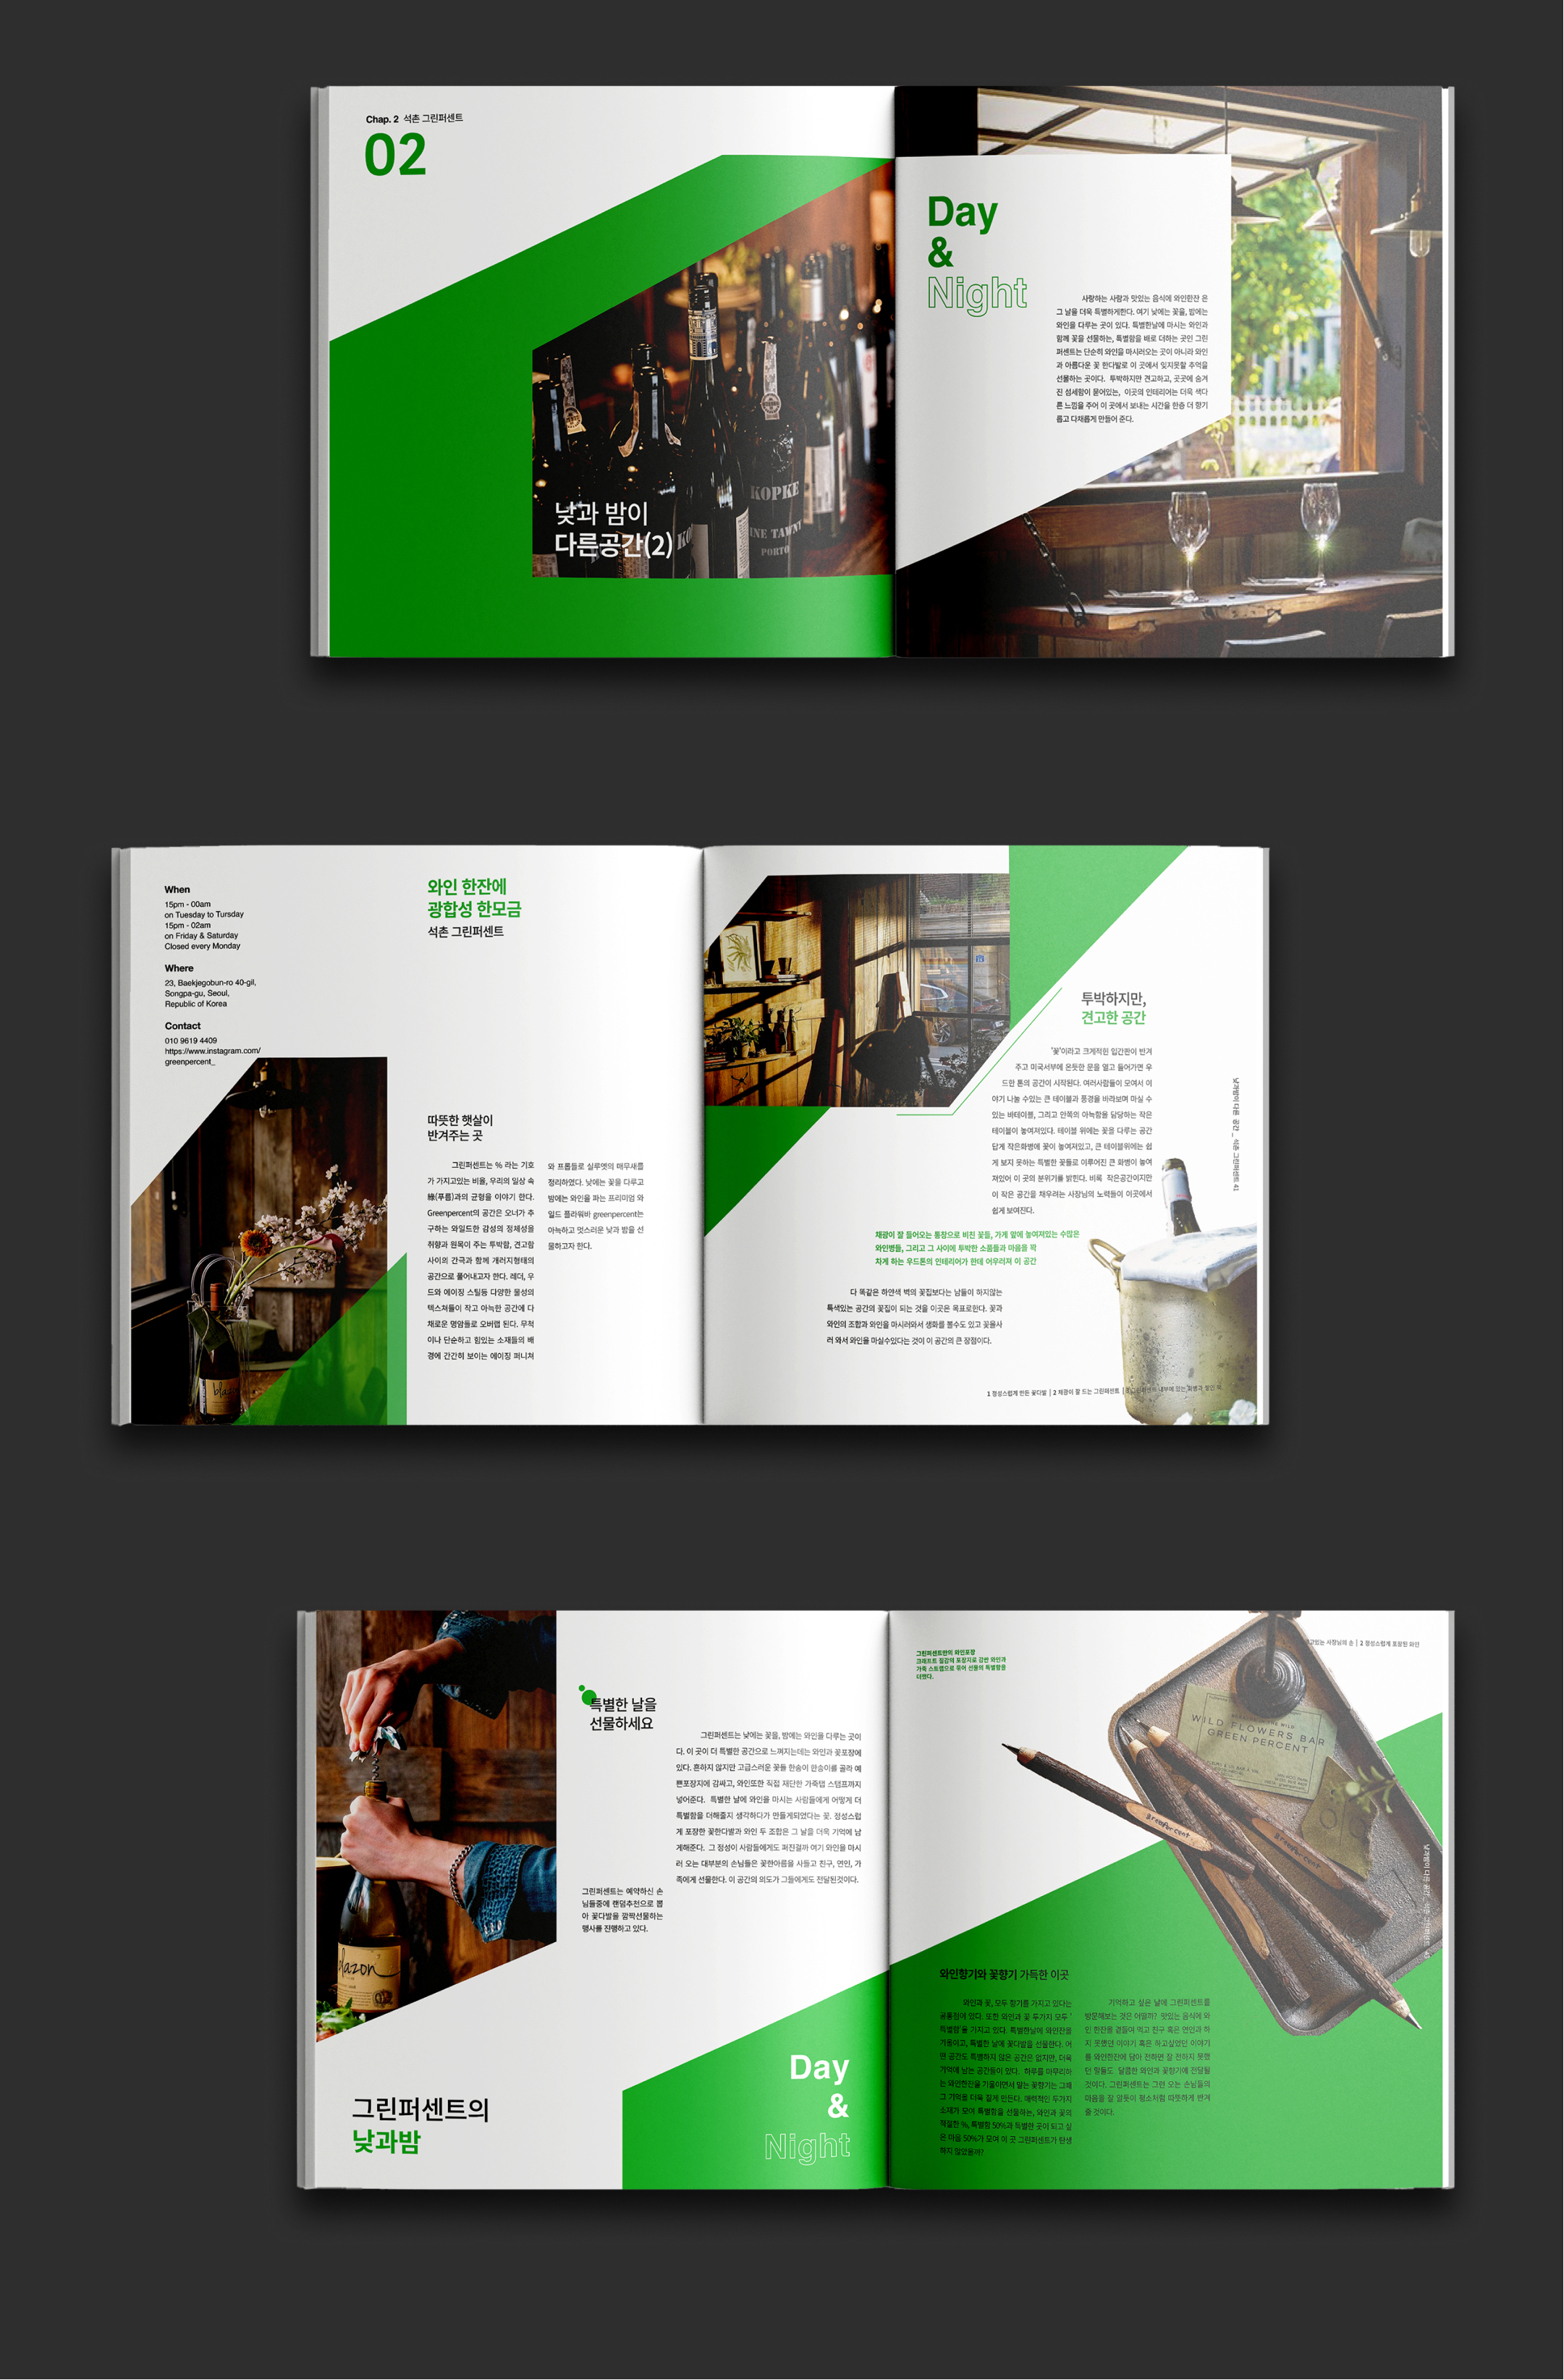 Chap. 2 석촌 그린퍼센트
02
낮과 밤이
다른공간(2)
KOPKE
PORTO
Day
&
Night
사랑하는 사람과 맛있는 음식에 와인한잔 은
그 날을 더욱 특별하게한다. 여기 낮에는 꽃을, 밤에는
와인을 다루는 곳이 있다. 특별한날에 마시는 와인과
함께 꽃을 선물하는, 특별함을 배로 더하는 곳인 그린
퍼센트는 단순히 와인을 마시러오는 곳이 아니라 와인
과 아름다운 꽃 한다발로 이 곳에서 잊지못할 추억을
선물하는 곳이다. 투박하지만 견고하고, 곳곳에 숨겨
진 섬세함이 묻어있는, 이곳의 인테리어는 더욱 색다
른 느낌을 주어 이 곳에서 보내는 시간을 한층 더 향기
롭고 다채롭게 만들어 준다.
When
15pm - 00am
on Tuesday to Tursday
15pm - 02am
on Friday & Saturday
Closed every Monday
Where
23, Baekjegobun-ro 40-gil,
Songpa-gu, Seoul,
Republic of Korea
Contact
010 9619 4409
https://www.instagram.com/
greenpercent_
와인 한잔에
광합성 한모금
석촌 그린퍼센트
따뜻한 햇살이
반겨주는 곳
그린퍼센트는 % 라는 기호
가 가지고있는 비율, 우리의 일상 속
綠(푸름)과의 균형을 이야기 한다.
Greenpercent의 공간은 오너가 추
구하는 와일드한 감성의 정체성을
취향과 원목이 주는 투박함, 견고함
사이의 간극과 함께 개러지형태의
공간으로 풀어내고자 한다. 레더, 우
드와 에이징 스틸등 다양한 물성의
텍스쳐들이 작고 아늑한 공간에 다
채로운 명암들로 오버랩 된다. 무척
이나 단순하고 힘있는 소재들의 배
경에 간간히 보이는 에이징 퍼니쳐
와 프롭들로 실루엣의 매무새를
정리하였다. 낮에는 꽃을 다루고
밤에는 와인을 파는 프리미엄 와
일드 플라워바 greenpercent는
아늑하고 멋스러운 낮과 밤을 선
물하고자 한다.
투박하지만,
견고한 공간
'꽃'이라고 크게적힌 입간판이 반겨
주고 미국서부에 온듯한 문을 열고 들어가면 우
드한 톤의 공간이 시작된다. 여러사람들이 모여서 이
야기 나눌 수있는 큰 테이블과 풍경을 바라보며 마실 수
있는 바테이블, 그리고 안쪽의 아늑함을 담당하는 작은
테이블이 놓여져있다. 테이블 위에는 꽃을 다루는 공간
답게 작은화병에 꽃이 놓여져있고, 큰 테이블위에는 쉽
게 보지 못하는 특별한 꽃들로 이루어진 큰 화병이 놓여
져있어 이 곳의 분위기를 밝힌다. 비록 작은공간이지만
이 작은 공간을 채우려는 사장님의 노력들이 이곳에서
쉽게 보여진다.
낮과밤이 다른 공간 _ 석촌 그린퍼센트 41
채광이 잘 들어오는 통창으로 비친 꽃들, 가게 앞에 놓여져있는 수많은
와인병들, 그리고 그 사이에 투박한 소품들과 마음을 꽉
차게 하는 우드톤의 인테리어가 한데 어우러져 이 공간
다 똑같은 하얀색 벽의 꽃집보다는 남들이 하지않는
특색있는 공간의 꽃집이 되는 것을 이곳은 목표로한다. 꽃과
와인의 조합과 와인을 마시러와서 생화를 볼수도 있고 꽃을사
러 와서 와인을 마실수있다는 것이 이 공간의 큰 장점이다.
1 정성스럽게 만든 꽃다발 | 2 채광이 잘 드는 그린퍼센트 |
특별한 날을
선물하세요
그린퍼센트는 낮에는 꽃을, 밤에는 와인을 다루는 곳이
다. 이 곳이 더 특별한 공간으로 느껴지는데는 와인과 꽃포장에
있다. 흔하지 않지만 고급스러운 꽃들 한송이 한송이를 골라 예
쁜포장지에 감싸고, 와인또한 직접 재단한 가죽댑 스템프까지
넣어준다. 특별한 날에 와인을 마시는 사람들에게 어떻게 더
특별함을 더해줄지 생각하다가 만들게되었다는 꽃. 정성스럽
게 포장한 꽃한다발과 와인 두 조합은 그 날을 더욱 기억에 남
게해준다. 그 정성이 사람들에게도 퍼진걸까 여기 와인을 마시
러 오는 대부분의 손님들은 꽃한아름을 사들고 친구, 연인, 가
족에게 선물한다. 이 공간의 의도가 그들에게도 전달된것이다.
그린퍼센트는 예약하신 손
님들중에 랜덤추천으로 뽑
아 꽃다발을 깜짝선물하는
행사를 진행하고 있다.
blazon
그린퍼센트의
낮과밤
Day
&
Night
그린퍼센트만의 와인포장
크래프트 질감의 포장지로 감싼 와인과
가죽 스트랩으로 묶어 선물의 특별함을
더했다.
사장님의 손 | 2 정성스럽게 포장된 와인
WILD FLOWERS BAR
GREEN PERCENT
Greenpercent
Greenpercent
와인향기와 꽃향기 가득한 이곳
와인과 꽃, 모두 향기를 가지고 있다는
공통점이 있다. 또한 와인과 꽃 두가지 모두 '
특별함'을 가지고 있다. 특별한날에 와인잔을
기울이고, 특별한 날에 꽃다발을 선물한다. 어
떤 공간도 특별하지 않은 공간은 없지만, 더욱
기억에 남는 공간들이 있다. 하루를 마무리하
는 와인한잔을 기울이면서 맡는 꽃향기는 그때
그 기억을 더욱 짙게 만든다. 매력적인 두가지
소재가 모여 특별함을 선물하는, 와인과 꽃의
적절한 %, 특별함 50%과 특별한 곳이 되고 싶
은 마음 50%가 모여 이 곳 그린퍼센트가 탄생
하지 않았을까?
기억하고 싶은 날에 그린퍼센트를
방문해보는 것은 어떨까? 맛있는 음식에 와
인 한잔을 곁들여 먹고 친구 혹은 연인과 하
지 못했던 이야기 혹은 하고싶었던 이야기
를 와인한잔에 담아 전하면 잘 전하지 못했
던 말들도 달콤한 와인과 꽃향기에 전달될
것이다. 그린퍼센트는 그런 오는 손님들의
마음을 잘 알듯이 평소처럼 따뜻하게 반겨
줄 것이다.